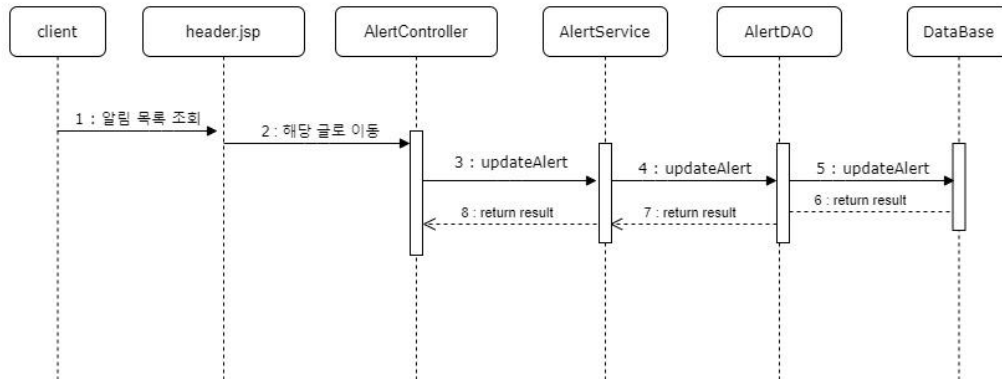 client
header.jsp
AlertController
AlertService
AlertDAO
DataBase
1 : 알림 목록 조회
2 : 해당 글로 이동
3 : updateAlert
4 : updateAlert
5 : updateAlert
6 : return result
7 : return result
8 : return result